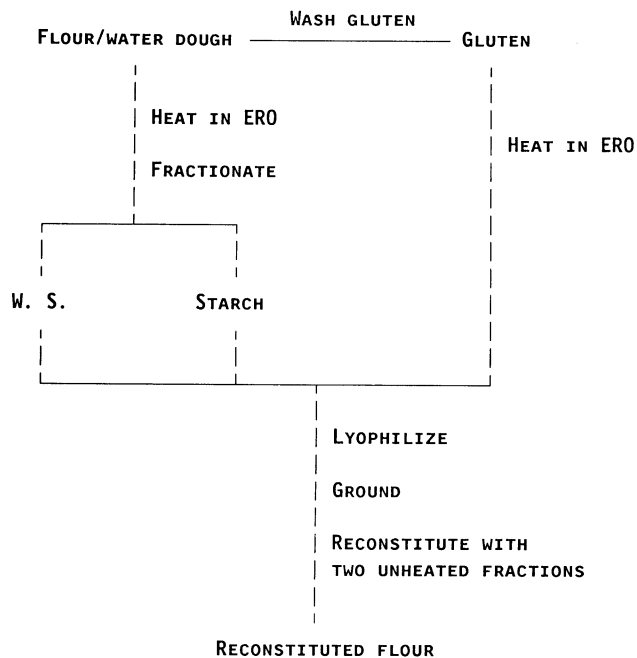 Wash gluten
Flour/water dough
Gluten
Heat in ERO
Heat in ERO
Fractionate
W. S.
Starch
Lyophilize
Ground
Reconstitute with
two unheated fractions
Reconstituted flour